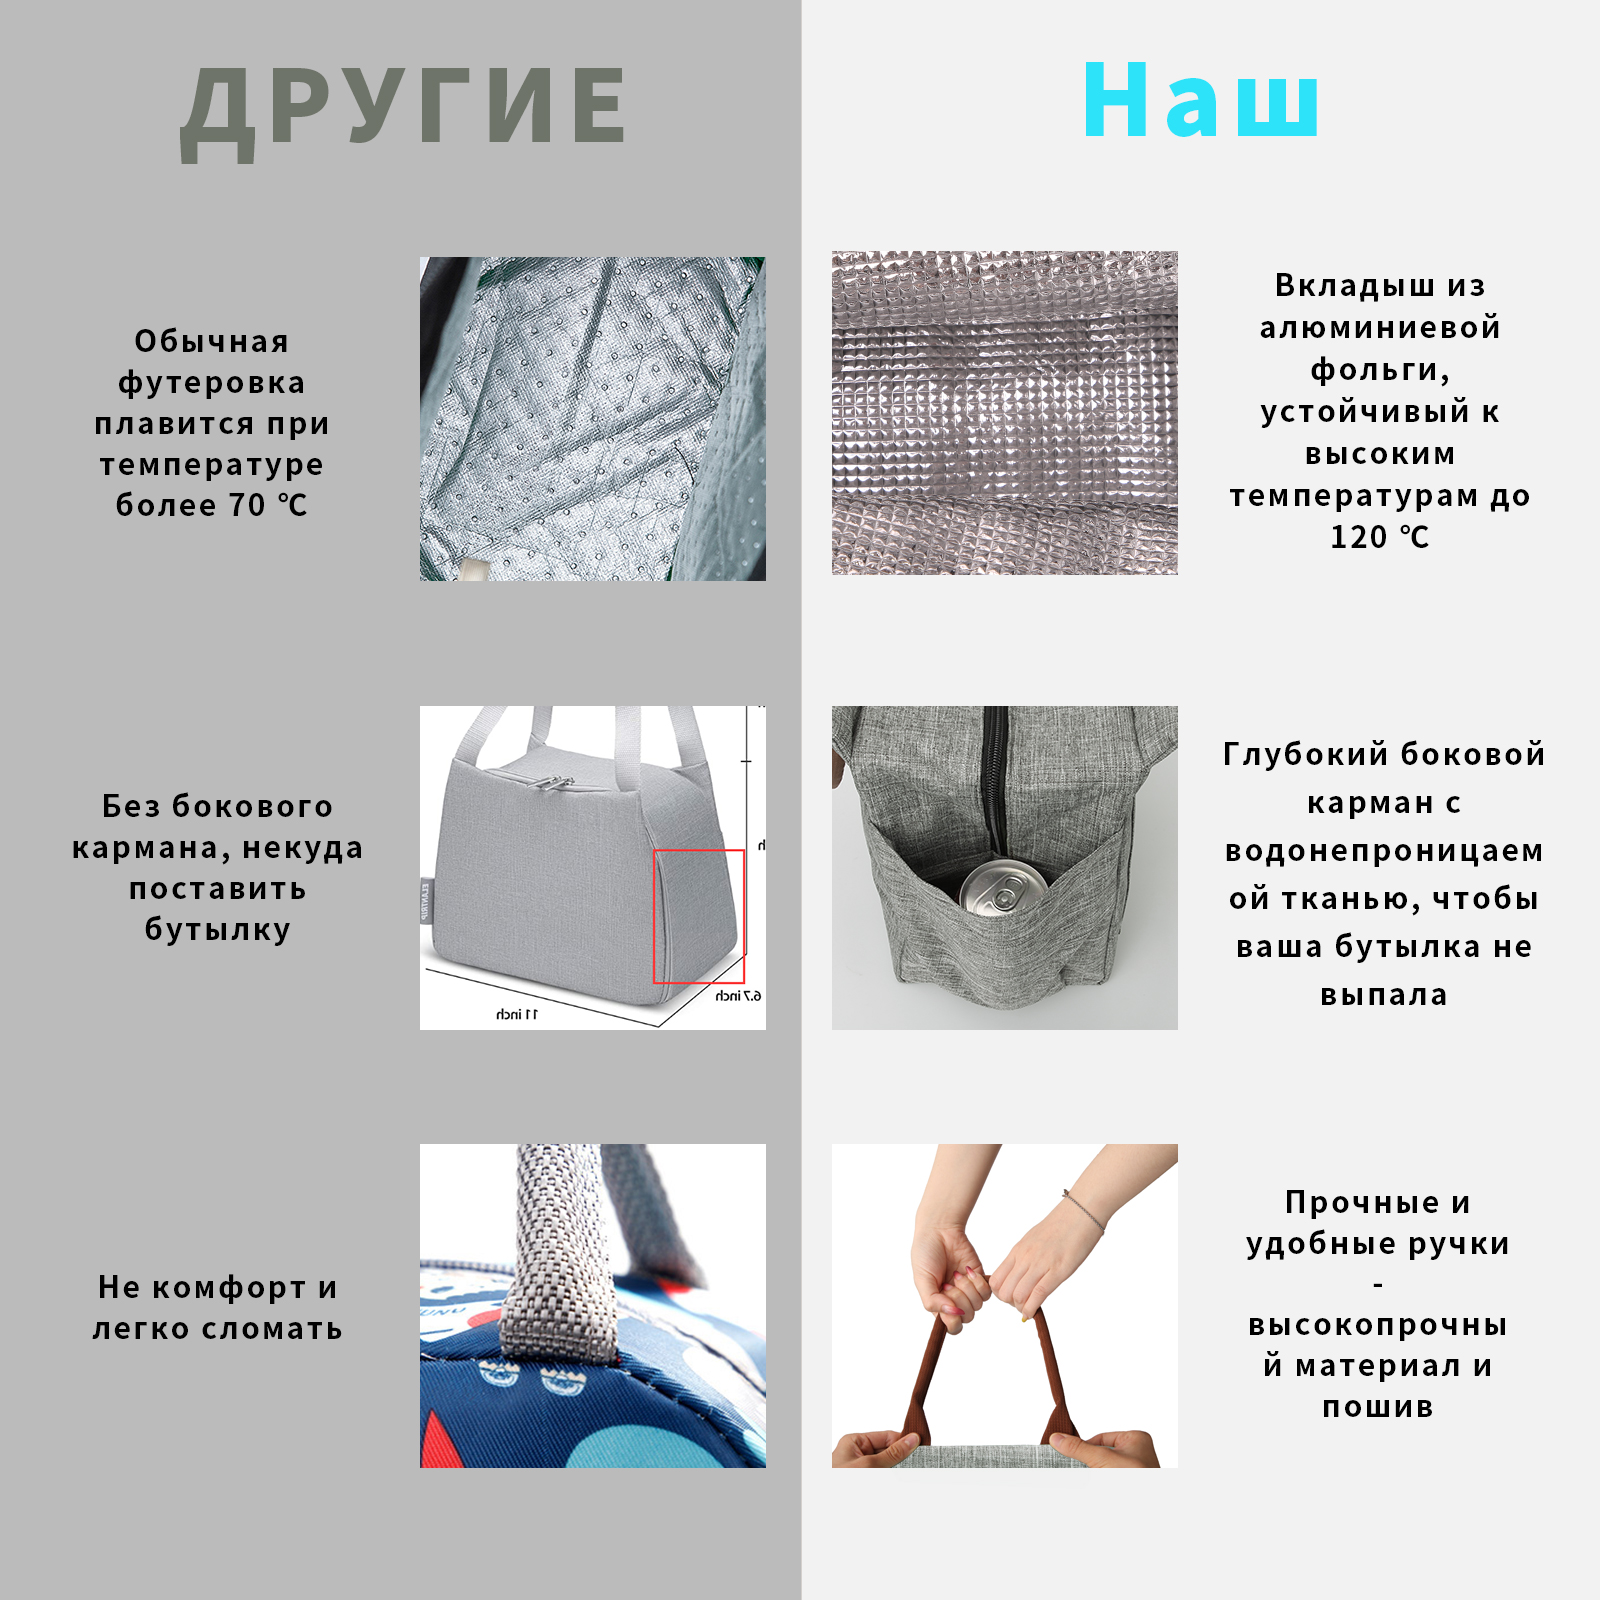 ДРУГИЕ
Наш
Обычная
футеровка
плавится при
температуре
более 70 ℃
Вкладыш из
алюминиевой
фольги,
устойчивый к
высоким
температурам до
120 ℃
Без бокового
кармана, некуда
поставить
бутылку
ELANTRIP
11 inch
6.7 inch
h
Глубокий боковой
карман с
водонепроницаем
ой тканью, чтобы
ваша бутылка не
выпала
Не комфорт и
легко сломать
Прочные и
удобные ручки
-
высокопрочны
й материал и
пошив